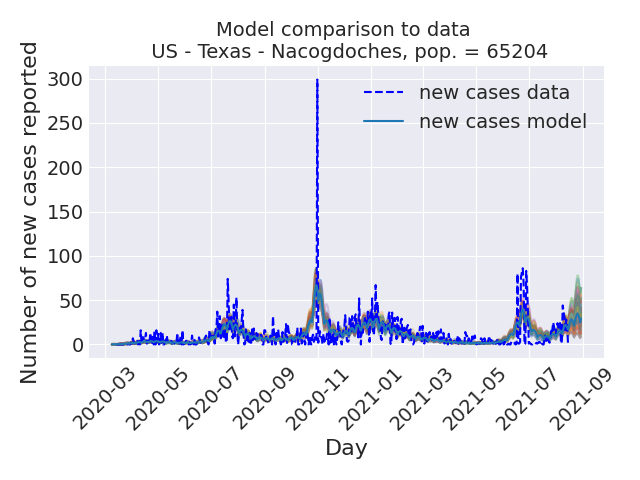 Model comparison to data
US - Texas - Nacogdoches, pop. = 65204
Number of new cases reported
300
250
200
150
100
50
0
new cases data
new cases model
2020-03
2020-05
2020-07
2020-09
2020-11
2021-01
2021-03
2021-05
2021-07
2021-09
Day